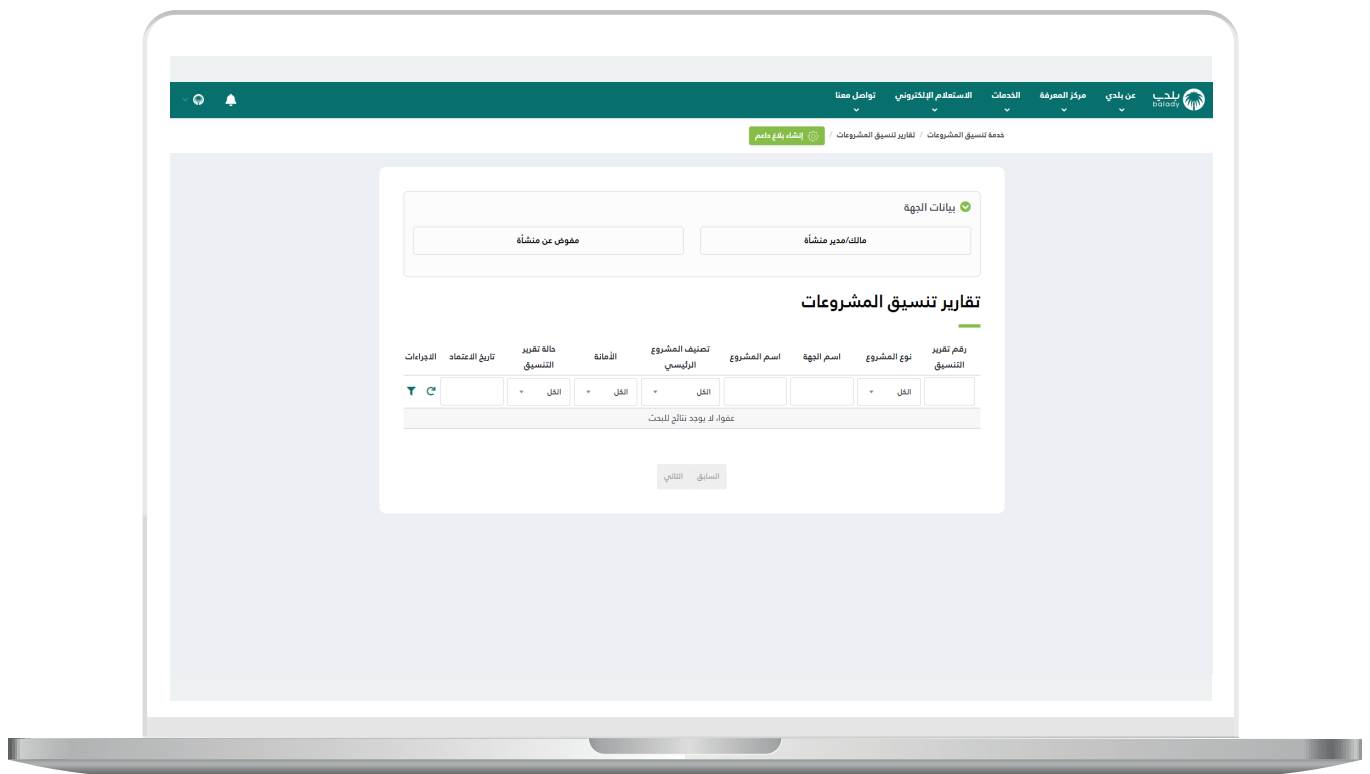 بلدي
balady
عن بلدي
مركز المعرفة
الخدمات
الاستعلام الإلكتروني
تواصل معنا
خدمة تنسيق المشروعات / تقارير تنسيق المشروعات / إنشاء بلاغ داعم
بيانات الجهة
مالك/مدير منشأة
مفوض عن منشأة
تقارير تنسيق المشروعات
رقم تقرير التنسيق
نوع المشروع
اسم الجهة
اسم المشروع
تصنيف المشروع الرئيسي
الأمانة
حالة تقرير التنسيق
تاريخ الاعتماد
الاجراءات
الكل
الكل
الكل
الكل
عفوا، لا يوجد نتائج للبحث
السابق
التالي